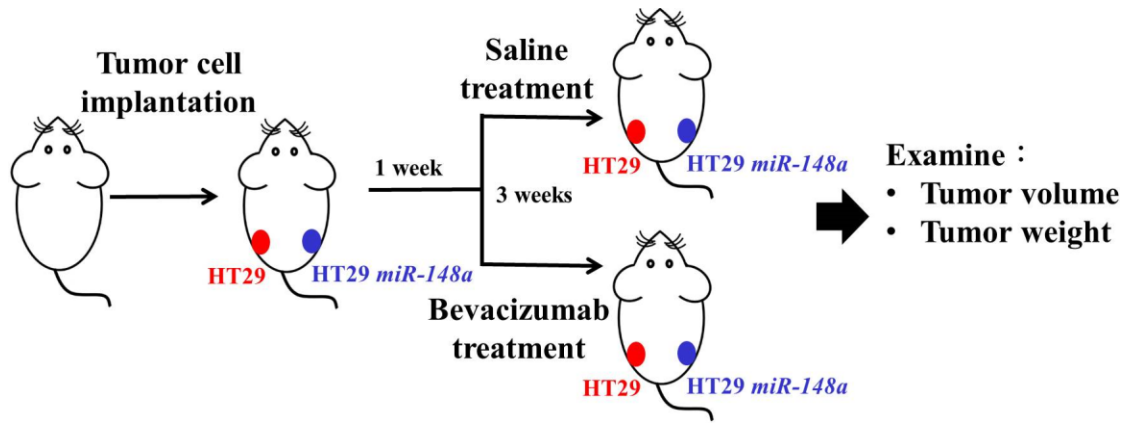 Tumor cell
implantation
HT29
HT29 miR-148a
1 week
3 weeks
Saline
treatment
HT29
HT29 miR-148a
Bevacizumab
treatment
HT29
HT29 miR-148a
Examine：
• Tumor volume
• Tumor weight